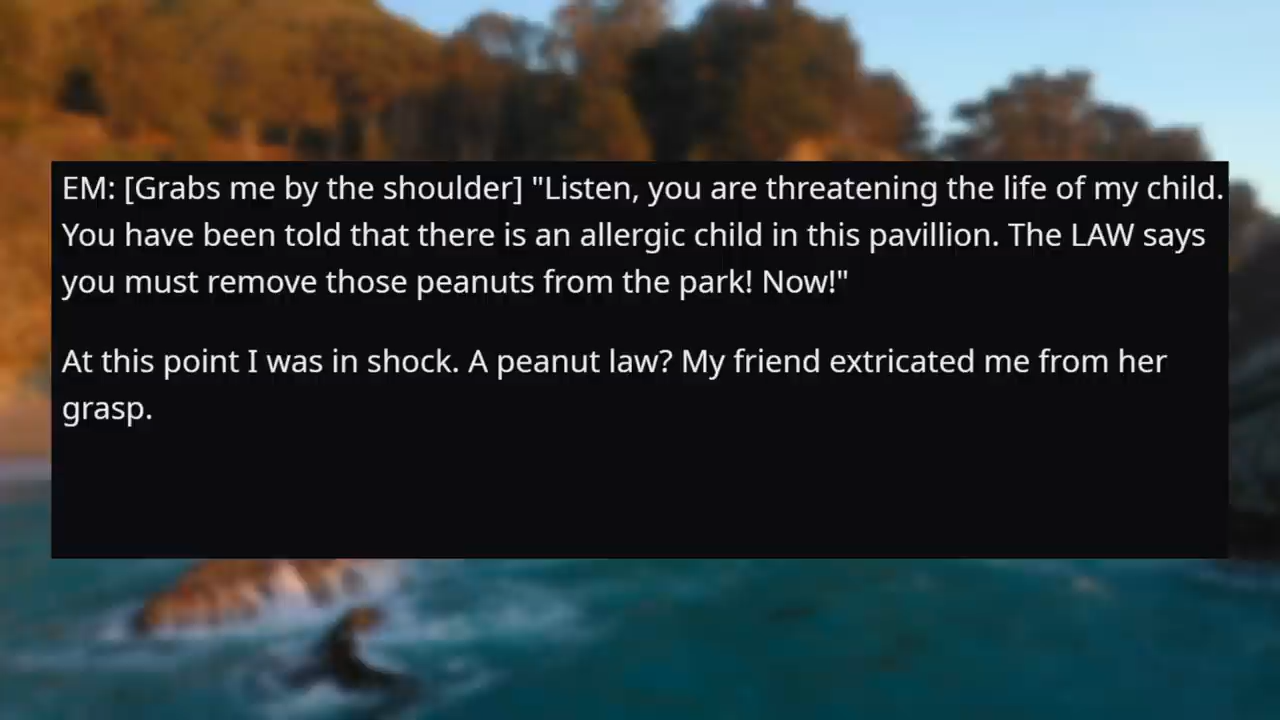 EM: [Grabs me by the shoulder] "Listen, you are threatening the life of my child.
You have been told that there is an allergic child in this pavillion. The LAW says
you must remove those peanuts from the park! Now!"
At this point I was in shock. A peanut law? My friend extricated me from her
grasp.